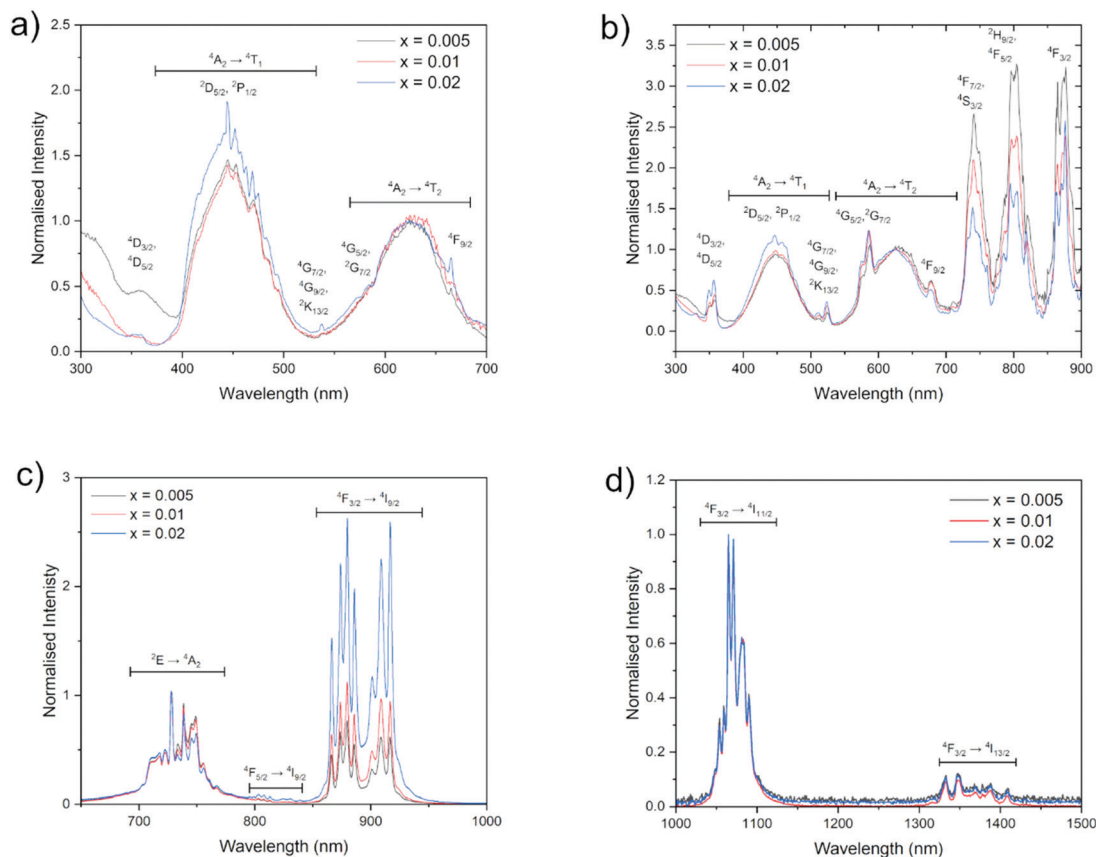 a)
2.5
2.0
1.5
1.0
0.5
0.0
Normalised Intensity
300 400 500 600 700
Wavelength (nm)
⁴A₂ → ⁴T₁
²D₅/₂, ²P₁/₂
x = 0.005
x = 0.01
x = 0.02
⁴D₃/₂,
⁴D₅/₂
⁴G₇/₂,
⁴G₉/₂,
²K₁₃/₂
⁴A₂ → ⁴T₂
⁴G₅/₂,
²G₇/₂
⁴F₉/₂
b)
3.5
3.0
2.5
2.0
1.5
1.0
0.5
0.0
Normalised Intensity
300 400 500 600 700 800 900
Wavelength (nm)
x = 0.005
x = 0.01
x = 0.02
⁴D₃/₂,
⁴D₅/₂
⁴A₂ → ⁴T₁
²D₅/₂, ²P₁/₂
⁴G₇/₂,
⁴G₉/₂,
²K₁₃/₂
⁴A₂ → ⁴T₂
⁴G₅/₂, ²G₇/₂
⁴F₉/₂
⁴F₇/₂,
⁴S₃/₂
²H₉/₂,
⁴F₅/₂
⁴F₃/₂
c)
3
2
1
0
Normalised Intenisty
700 800 900 1000
Wavelength (nm)
x = 0.005
x = 0.01
x = 0.02
²E → ⁴A₂
⁴F₅/₂ → ⁴I₉/₂
⁴F₃/₂ → ⁴I₉/₂
d)
1.2
1.0
0.8
0.6
0.4
0.2
0.0
Normalised Intensity
1000 1100 1200 1300 1400 1500
Wavelength (nm)
⁴F₃/₂ → ⁴I₁₁/₂
x = 0.005
x = 0.01
x = 0.02
⁴F₃/₂ → ⁴I₁₃/₂